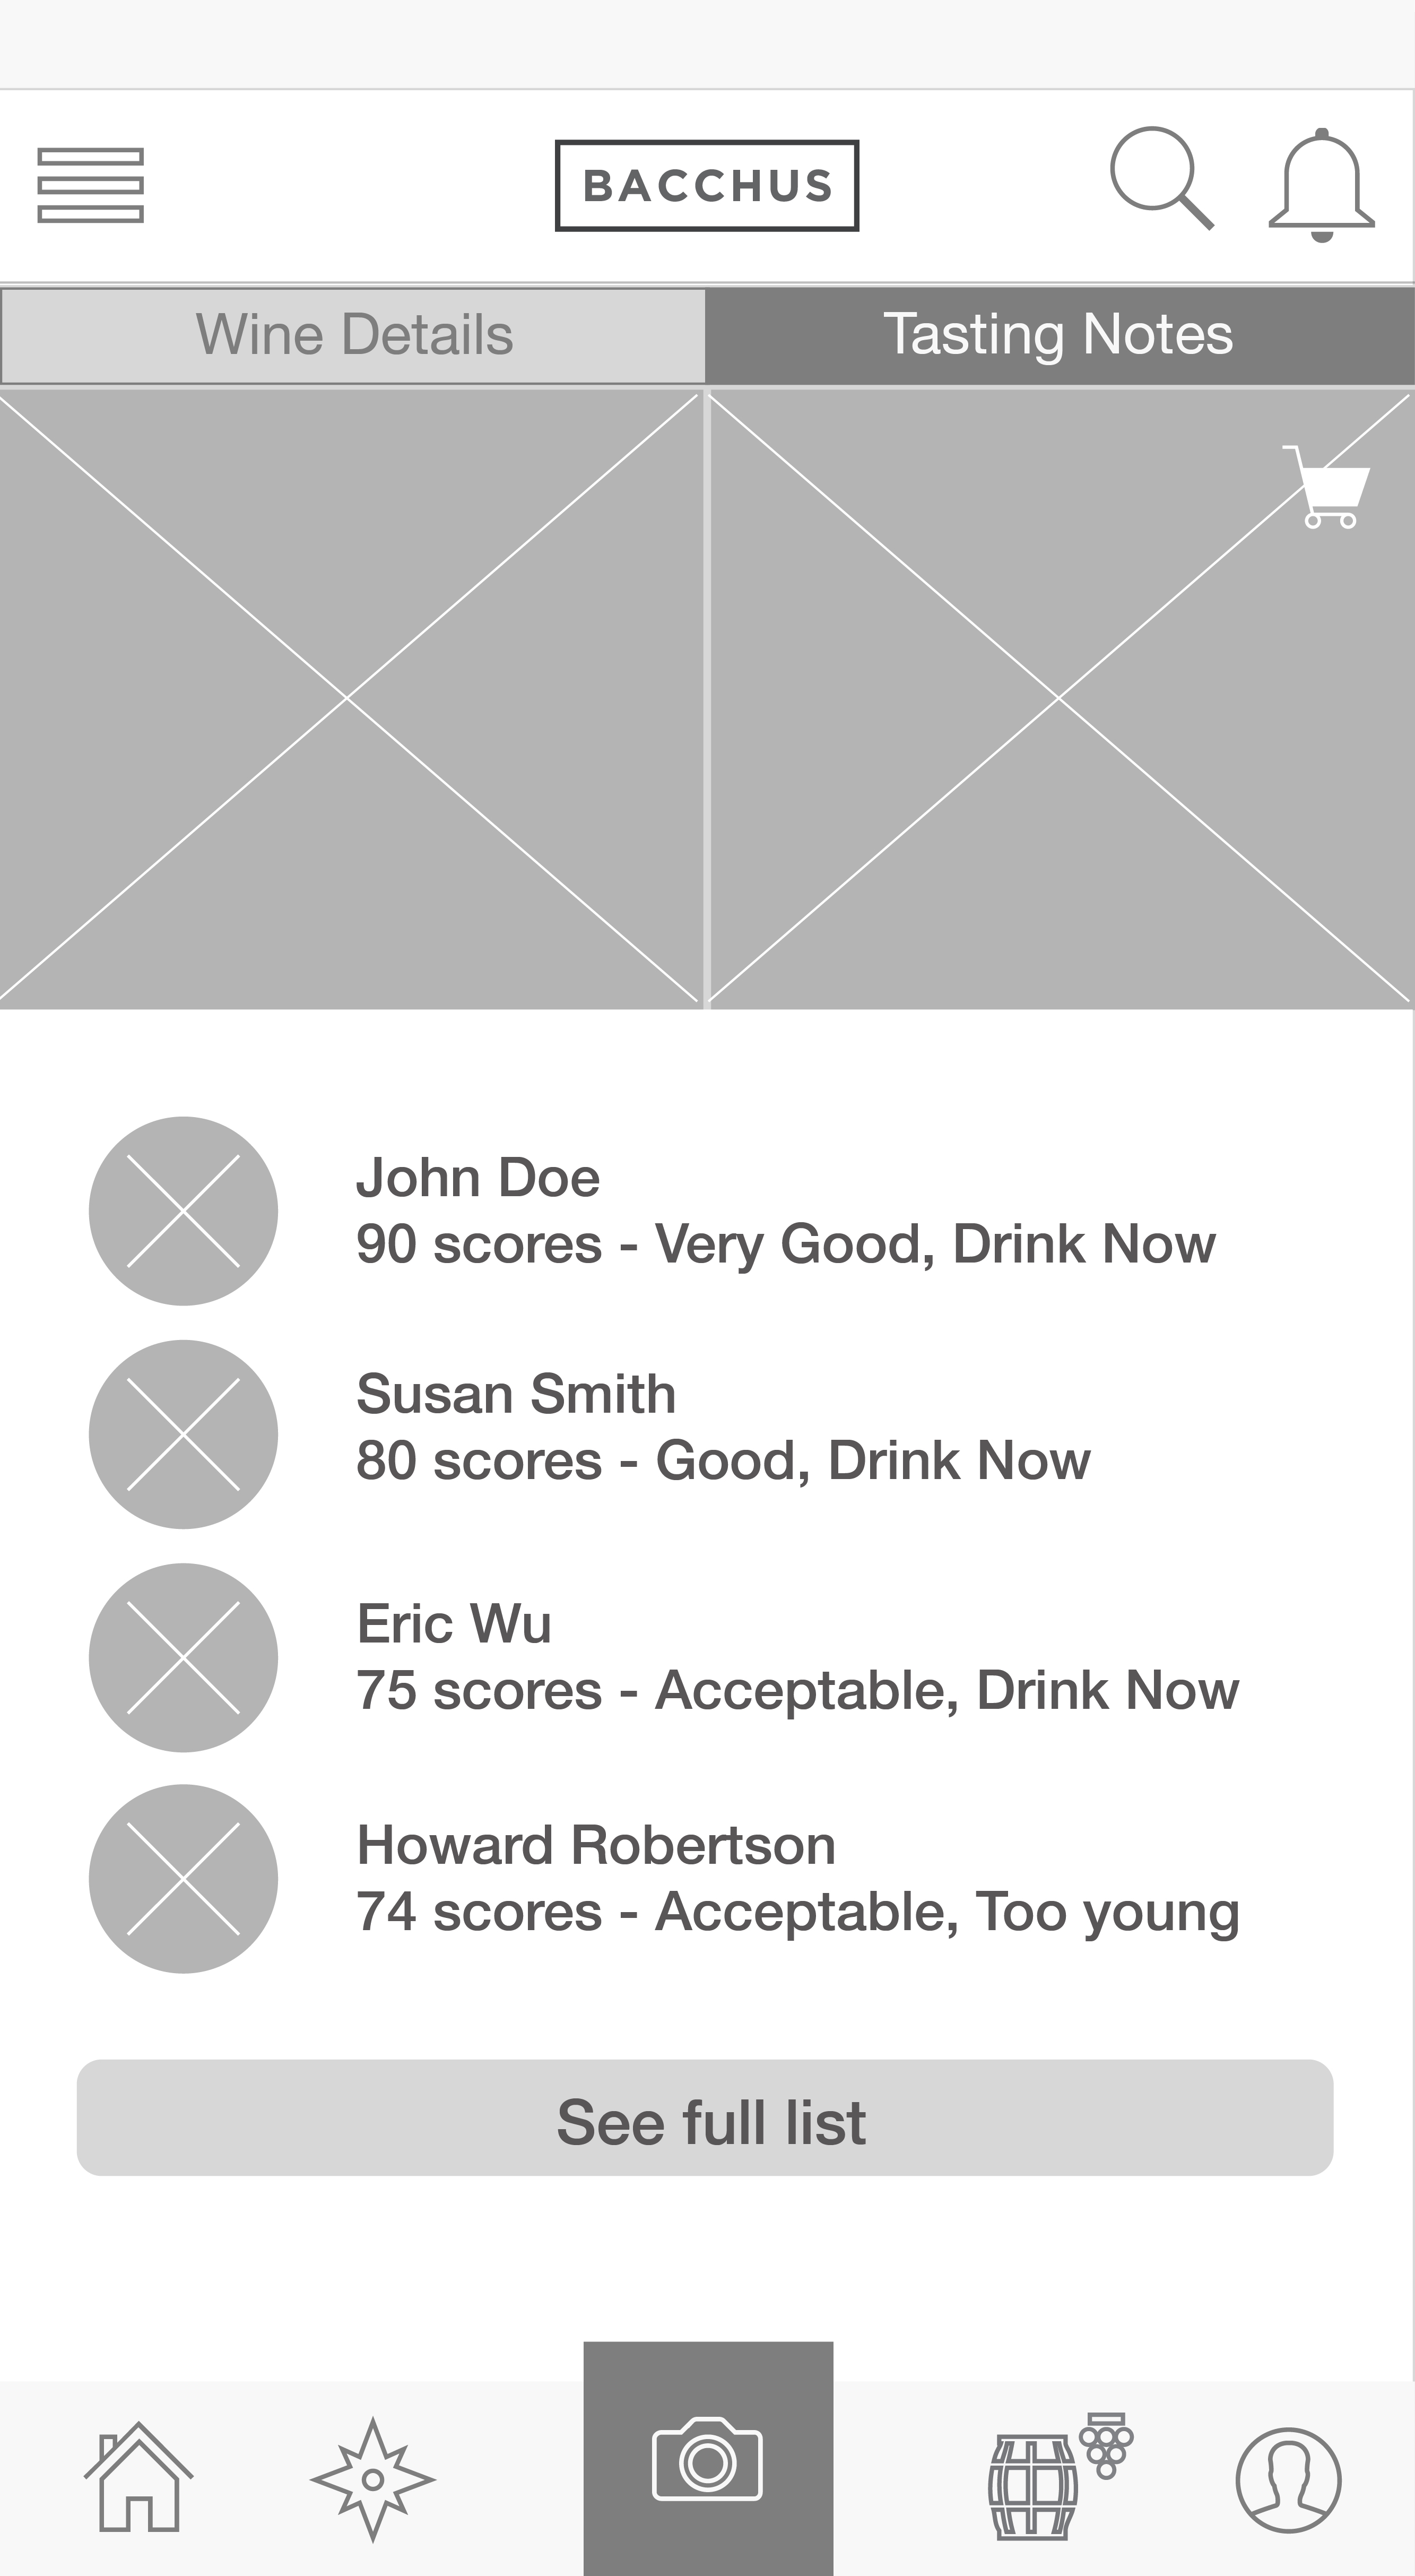 BACCHUS
Wine Details
Tasting Notes
John Doe
90 scores - Very Good, Drink Now
Susan Smith
80 scores - Good, Drink Now
Eric Wu
75 scores - Acceptable, Drink Now
Howard Robertson
74 scores - Acceptable, Too young
See full list